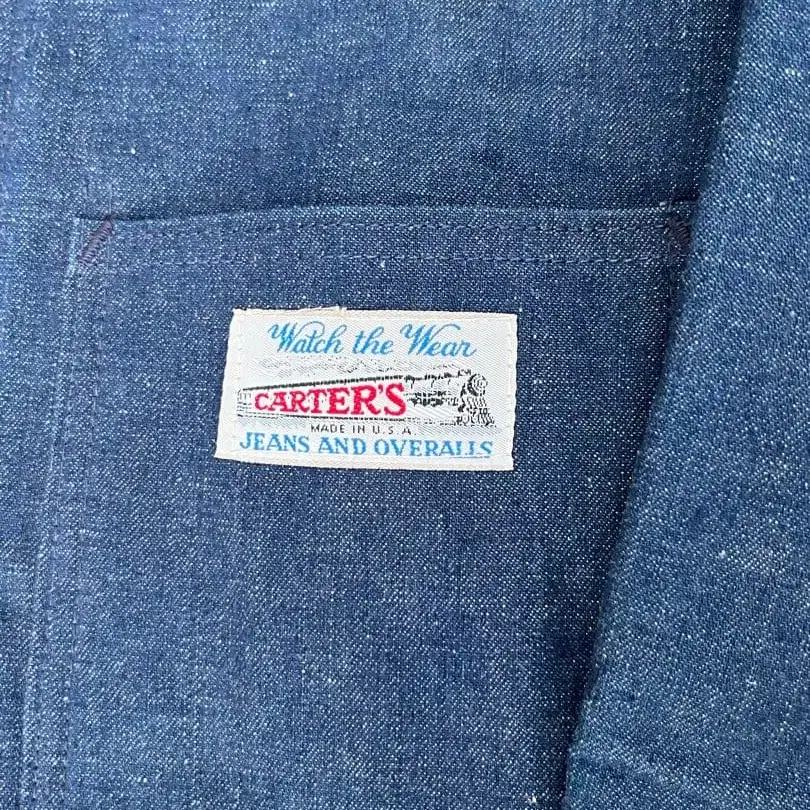 Watch the Wear
CARTER'S
MADE IN U.S.A.
JEANS AND OVERALLS